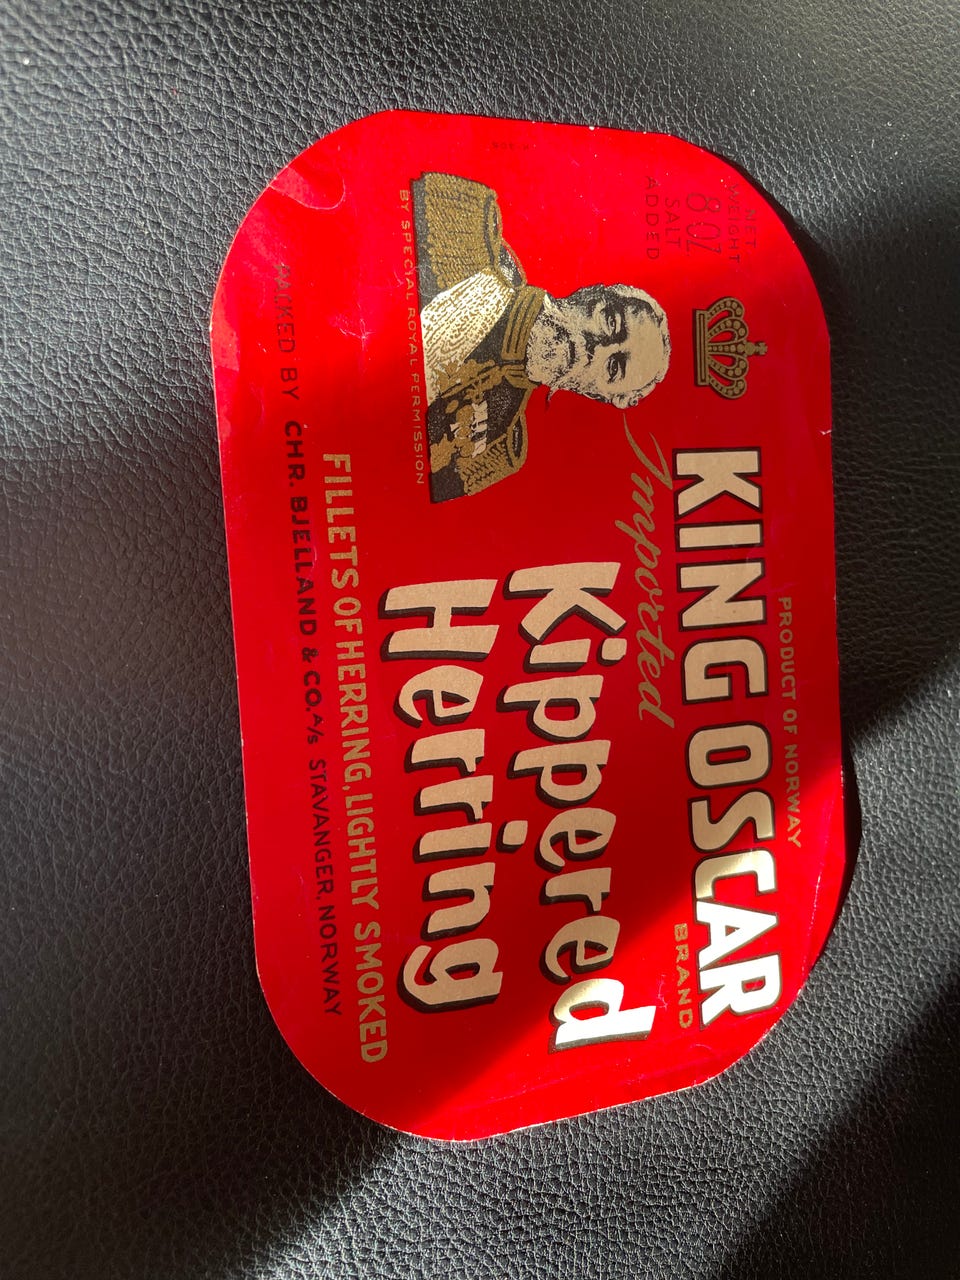 PRODUCT OF NORWAY
KING OSCAR
BRAND
Imported
Kippered
Herring
FILLETS OF HERRING, LIGHTLY SMOKED
PACKED BY CHR. BJELLAND & CO. A/S STAVANGER, NORWAY
NET
WEIGHT
8 OZ
SALT
ADDED
BY SPECIAL ROYAL PERMISSION